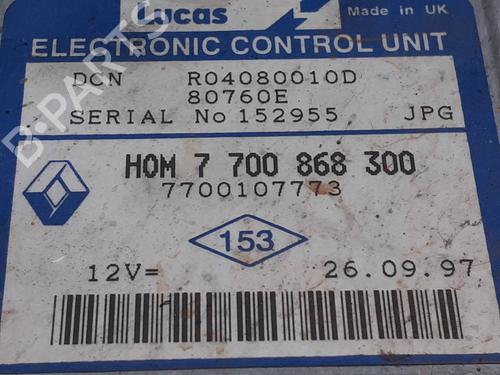 Lucas
Made in UK
ELECTRONIC CONTROL UNIT
DCN R04080010D
80760E
SERIAL No 152955 JPG
HOM 7 700 868 300
7700107773
153
12V= 26.09.97
B-PARTS